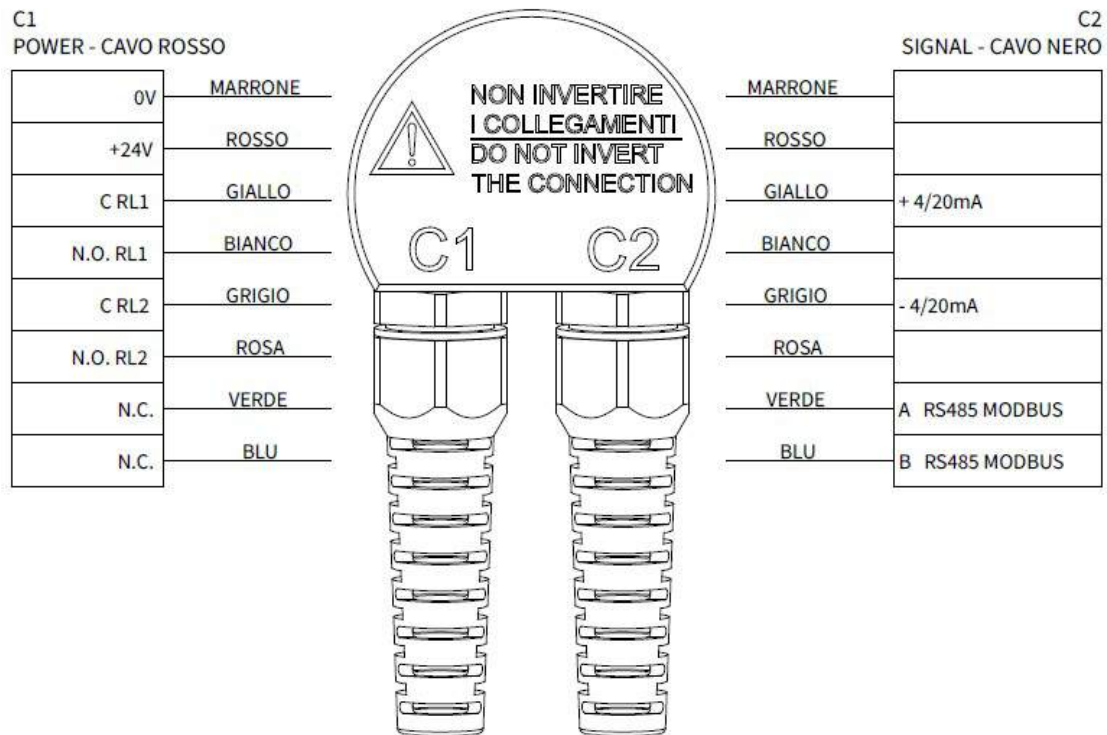 C1
POWER - CAVO ROSSO
0V MARRONE
+24V ROSSO
C RL1 GIALLO
N.O. RL1 BIANCO
C RL2 GRIGIO
N.O. RL2 ROSA
N.C. VERDE
N.C. BLU
NON INVERTIRE
I COLLEGAMENTI
DO NOT INVERT
THE CONNECTION
C1 C2
C2
SIGNAL - CAVO NERO
MARRONE
ROSSO
GIALLO + 4/20mA
BIANCO
GRIGIO - 4/20mA
ROSA
VERDE A RS485 MODBUS
BLU B RS485 MODBUS